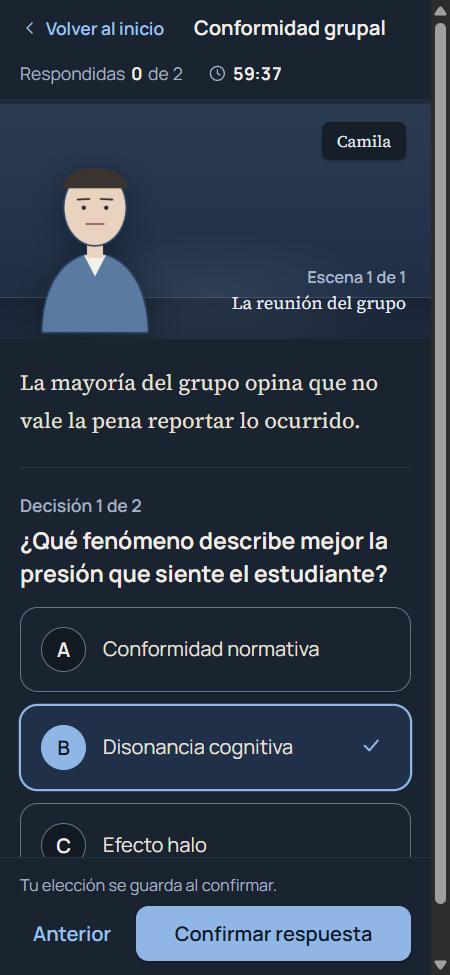 Volver al inicio
Conformidad grupal
Respondidas 0 de 2
59:37
Camila
Escena 1 de 1
La reunión del grupo
La mayoría del grupo opina que no
vale la pena reportar lo ocurrido.
Decisión 1 de 2
¿Qué fenómeno describe mejor la
presión que siente el estudiante?
A
Conformidad normativa
B
Disonancia cognitiva
C
Efecto halo
Tu elección se guarda al confirmar.
Anterior
Confirmar respuesta